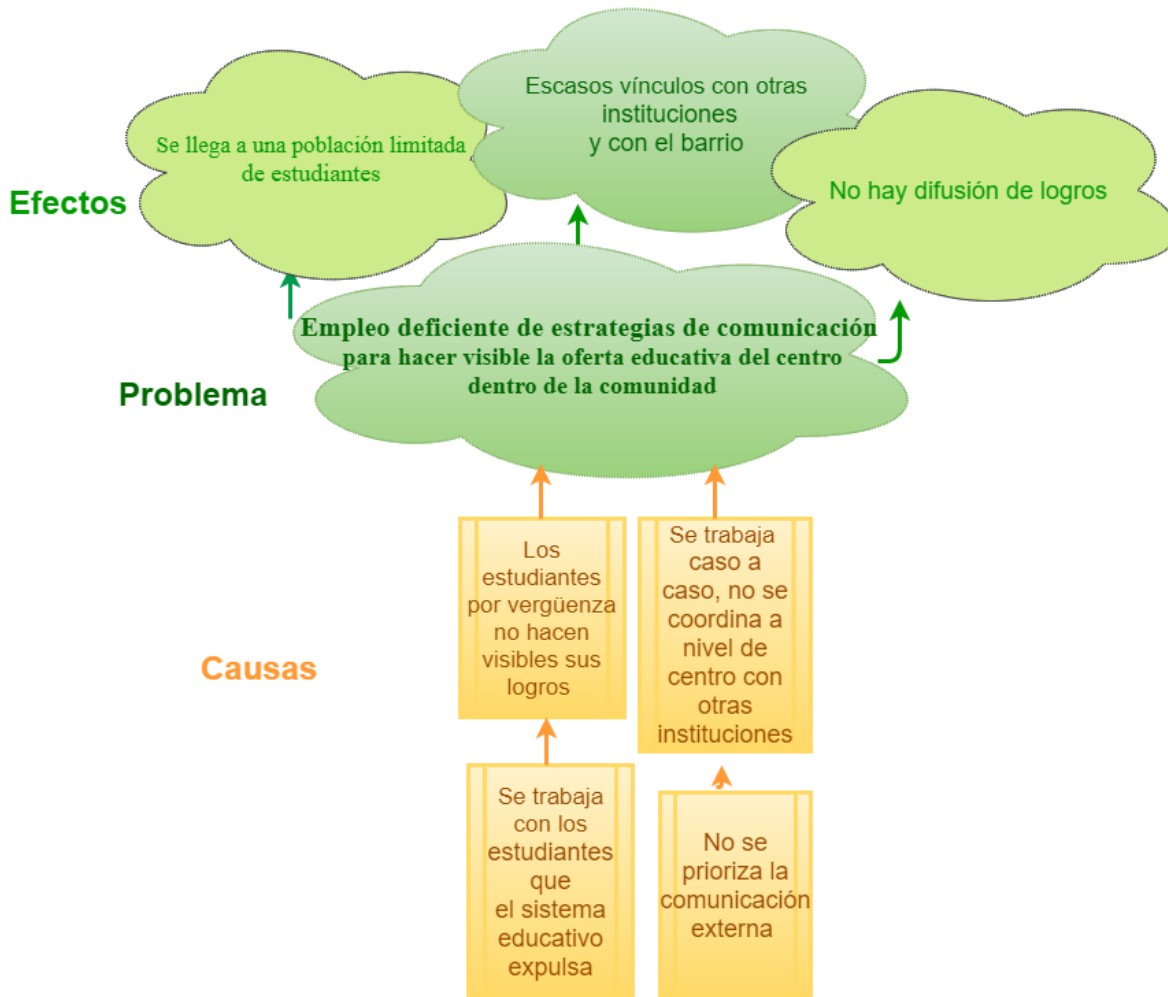 Escasos vínculos con otras
instituciones
y con el barrio
Se llega a una población limitada
de estudiantes
No hay difusión de logros
Efectos
Empleo deficiente de estrategias de comunicación
para hacer visible la oferta educativa del centro
dentro de la comunidad
Problema
Los
estudiantes
por vergüenza
no hacen
visibles sus
logros
Se trabaja
caso a
caso, no se
coordina a
nivel de
centro con
otras
instituciones
Causas
Se trabaja
con los
estudiantes
que
el sistema
educativo
expulsa
No se
prioriza la
comunicación
externa